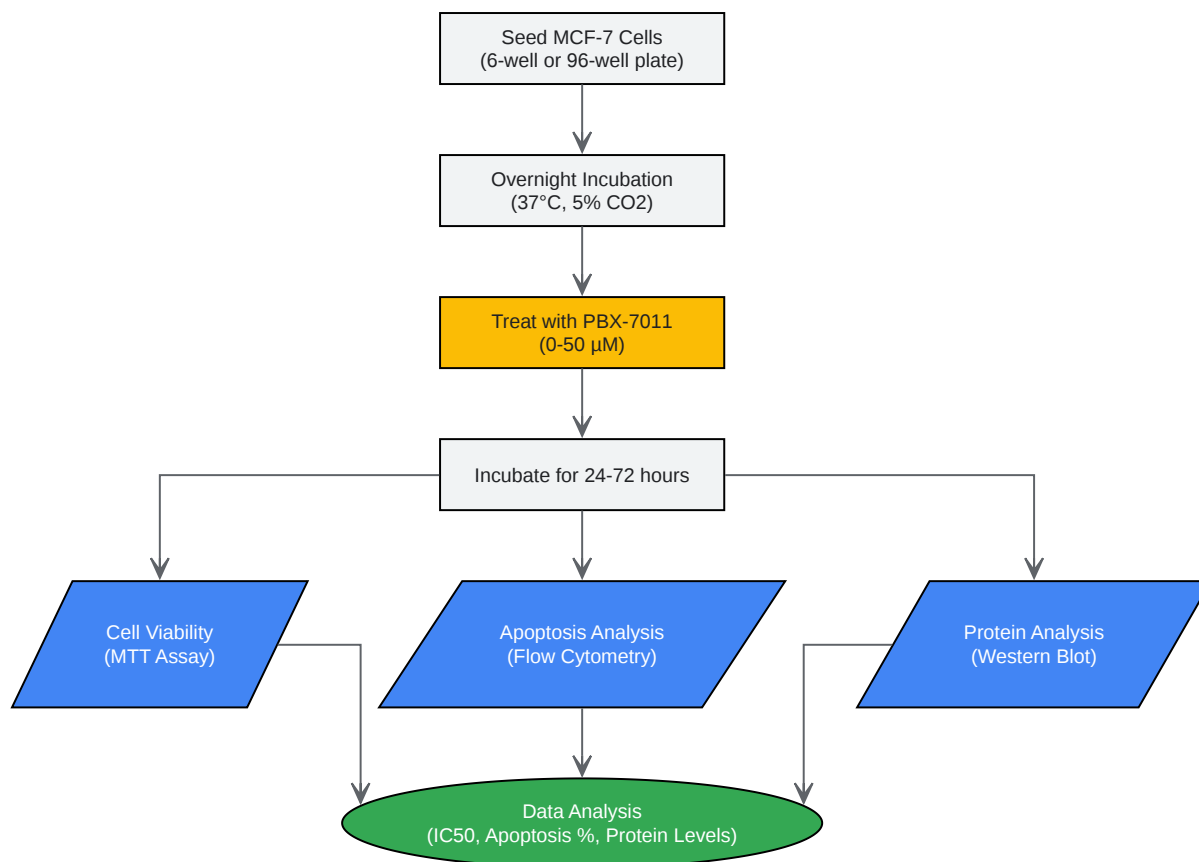 Seed MCF-7 Cells
(6-well or 96-well plate)
Overnight Incubation
(37°C, 5% CO2)
Treat with PBX-7011
(0-50 µM)
Incubate for 24-72 hours
Cell Viability
(MTT Assay)
Apoptosis Analysis
(Flow Cytometry)
Protein Analysis
(Western Blot)
Data Analysis
(IC50, Apoptosis %, Protein Levels)